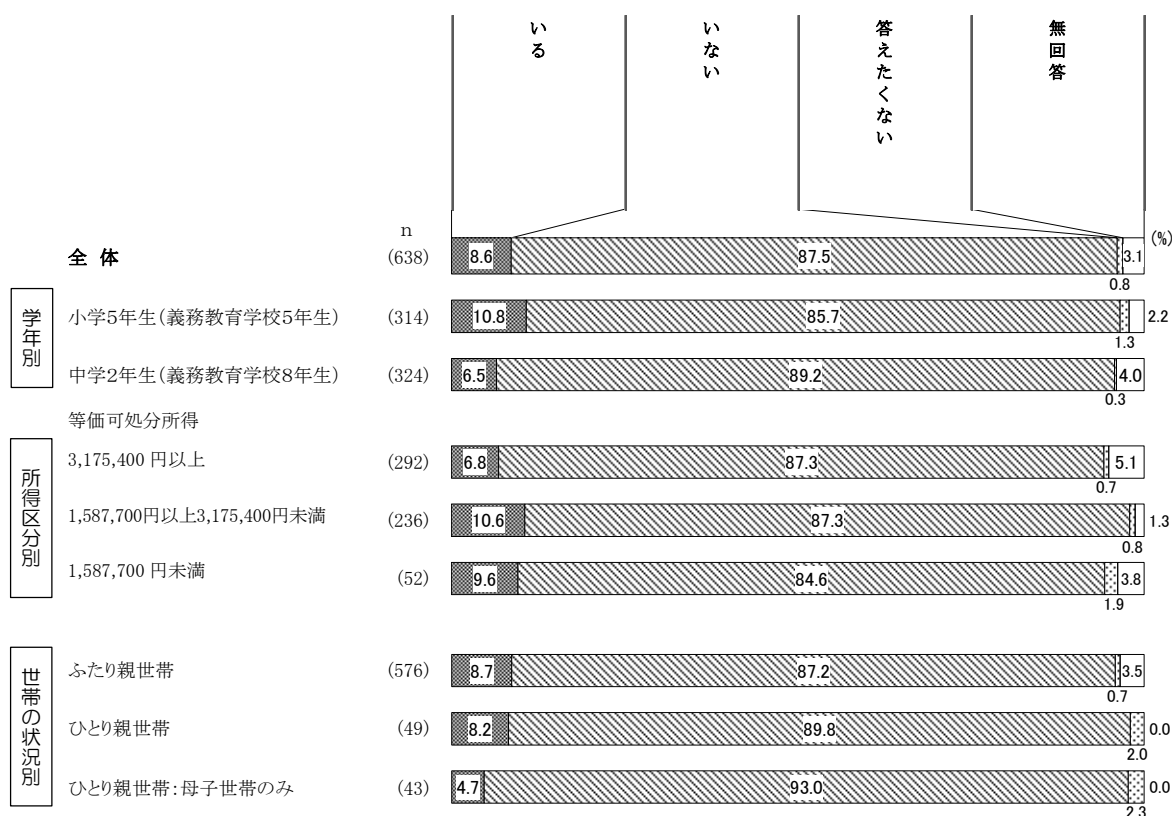 いる
いない
答えたくない
無回答
n
(%)
全 体
(638)
8.6
87.5
0.8
3.1
学年別
小学5年生(義務教育学校5年生)
(314)
10.8
85.7
1.3
2.2
中学2年生(義務教育学校8年生)
(324)
6.5
89.2
0.3
4.0
等価可処分所得
所得区分別
3,175,400 円以上
(292)
6.8
87.3
0.7
5.1
1,587,700円以上3,175,400円未満
(236)
10.6
87.3
0.8
1.3
1,587,700 円未満
(52)
9.6
84.6
1.9
3.8
世帯の状況別
ふたり親世帯
(576)
8.7
87.2
0.7
3.5
ひとり親世帯
(49)
8.2
89.8
2.0
0.0
ひとり親世帯:母子世帯のみ
(43)
4.7
93.0
2.3
0.0